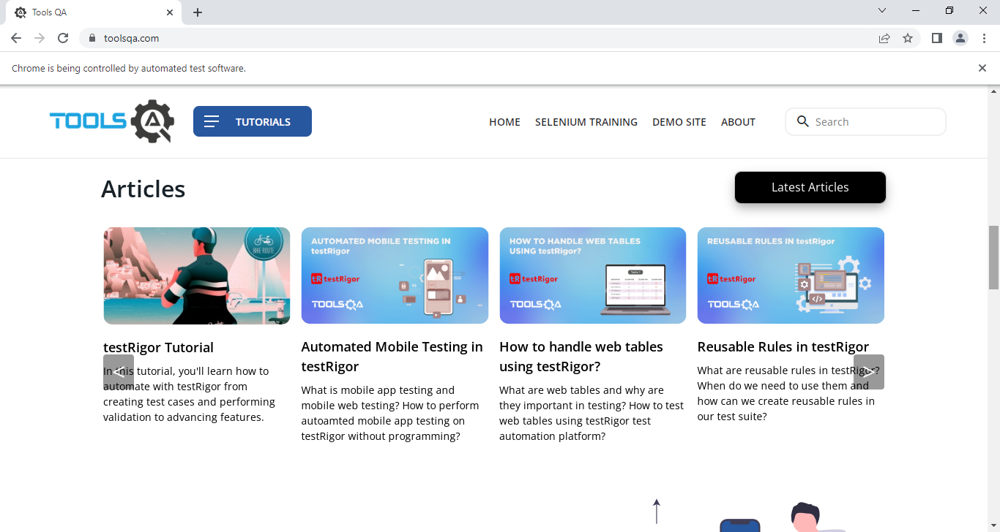 Tools QA
toolsqa.com
Chrome is being controlled by automated test software.
TOOLS QA
TUTORIALS
HOME SELENIUM TRAINING DEMO SITE ABOUT
Search
Articles
Latest Articles
BIKE ROUTE
testRigor Tutorial
In this tutorial, you'll learn how to
automate with testRigor from
creating test cases and performing
validation to advancing features.
<
AUTOMATED MOBILE TESTING IN
testRigor
tR testRigor
TOOLSQA
Automated Mobile Testing in
testRigor
What is mobile app testing and
mobile web testing? How to perform
autoamted mobile app testing on
testRigor without programming?
HOW TO HANDLE WEB TABLES
USING testRigor?
tR testRigor
TOOLSQA
How to handle web tables
using testRigor?
What are web tables and why are
they important in testing? How to test
web tables using testRigor test
automation platform?
REUSABLE RULES IN testRigor
tR testRigor
TOOLSQA
</>
Reusable Rules in testRigor
What are reusable rules in testRigor?
When do we need to use them and
how can we create reusable rules in
our test suite?
>